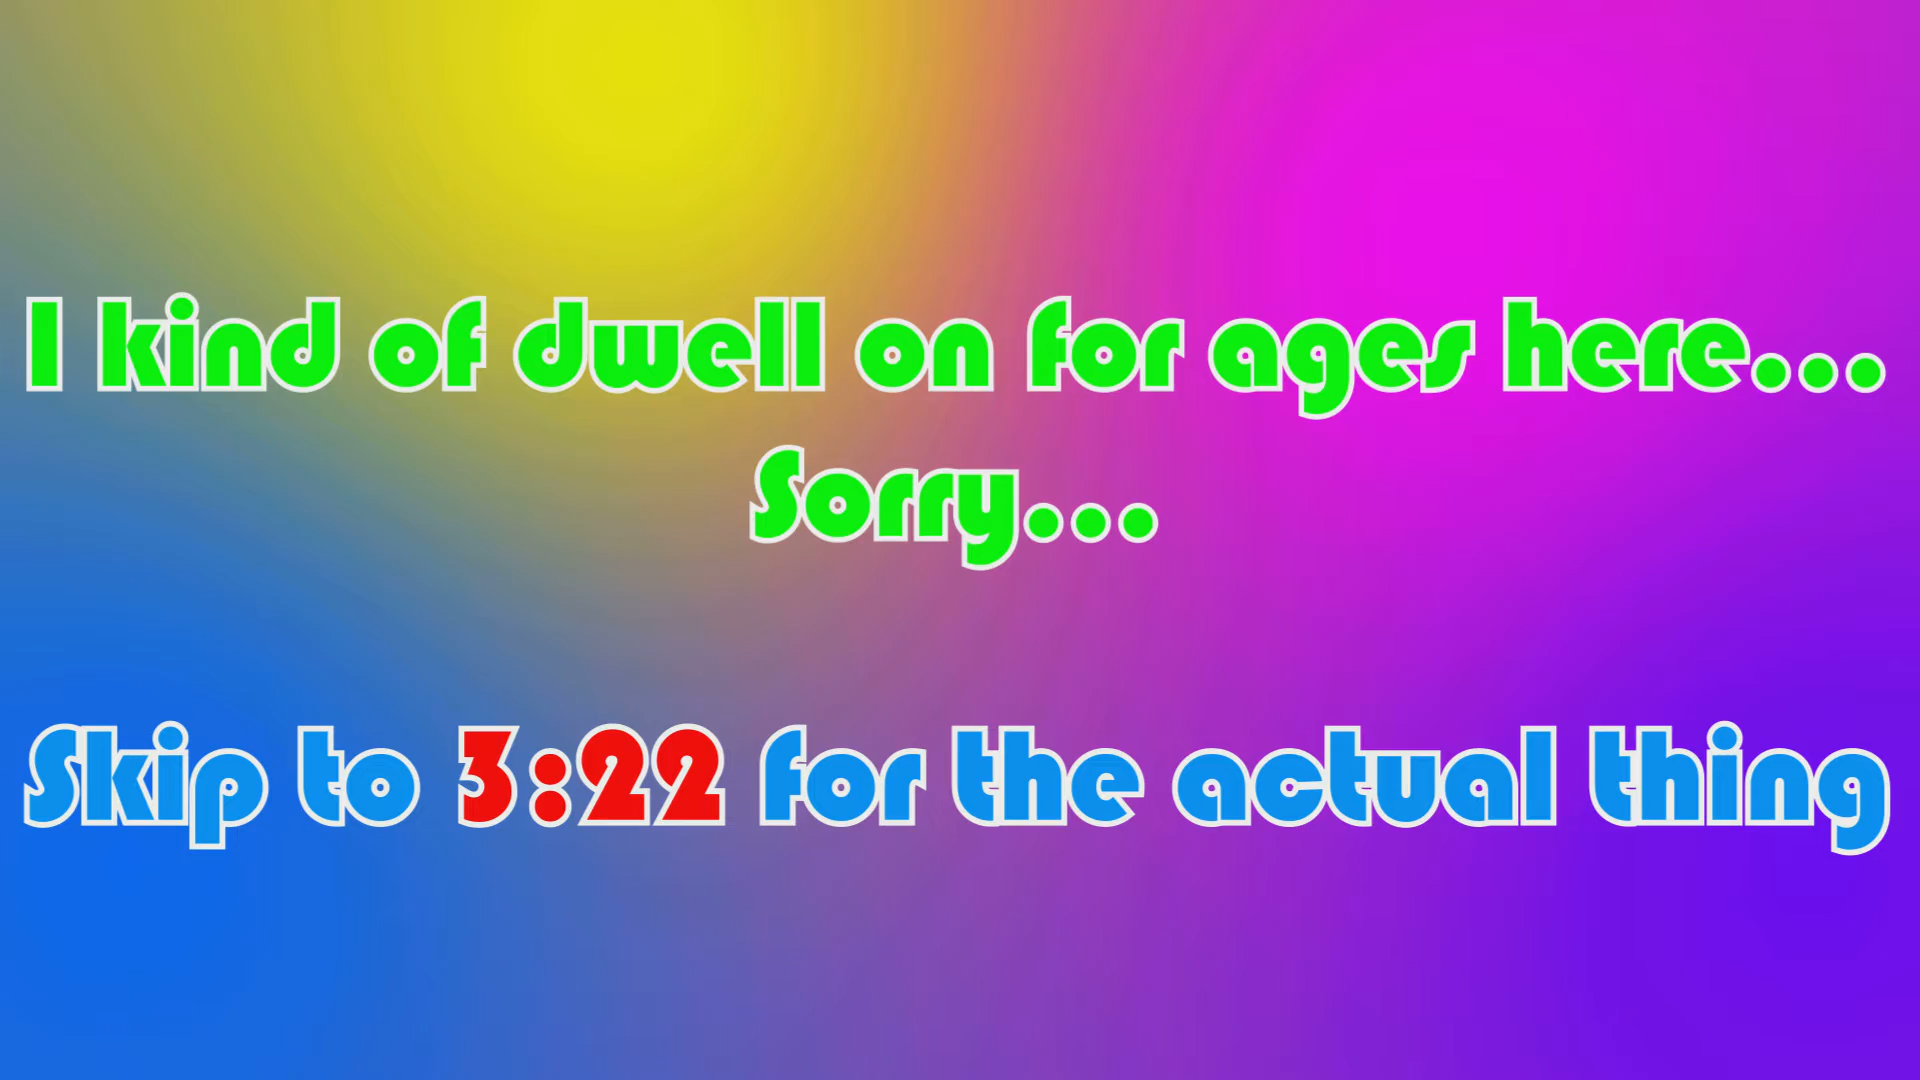 I kind of dwell on for ages here...
Sorry...
Skip to 3:22 for the actual thing